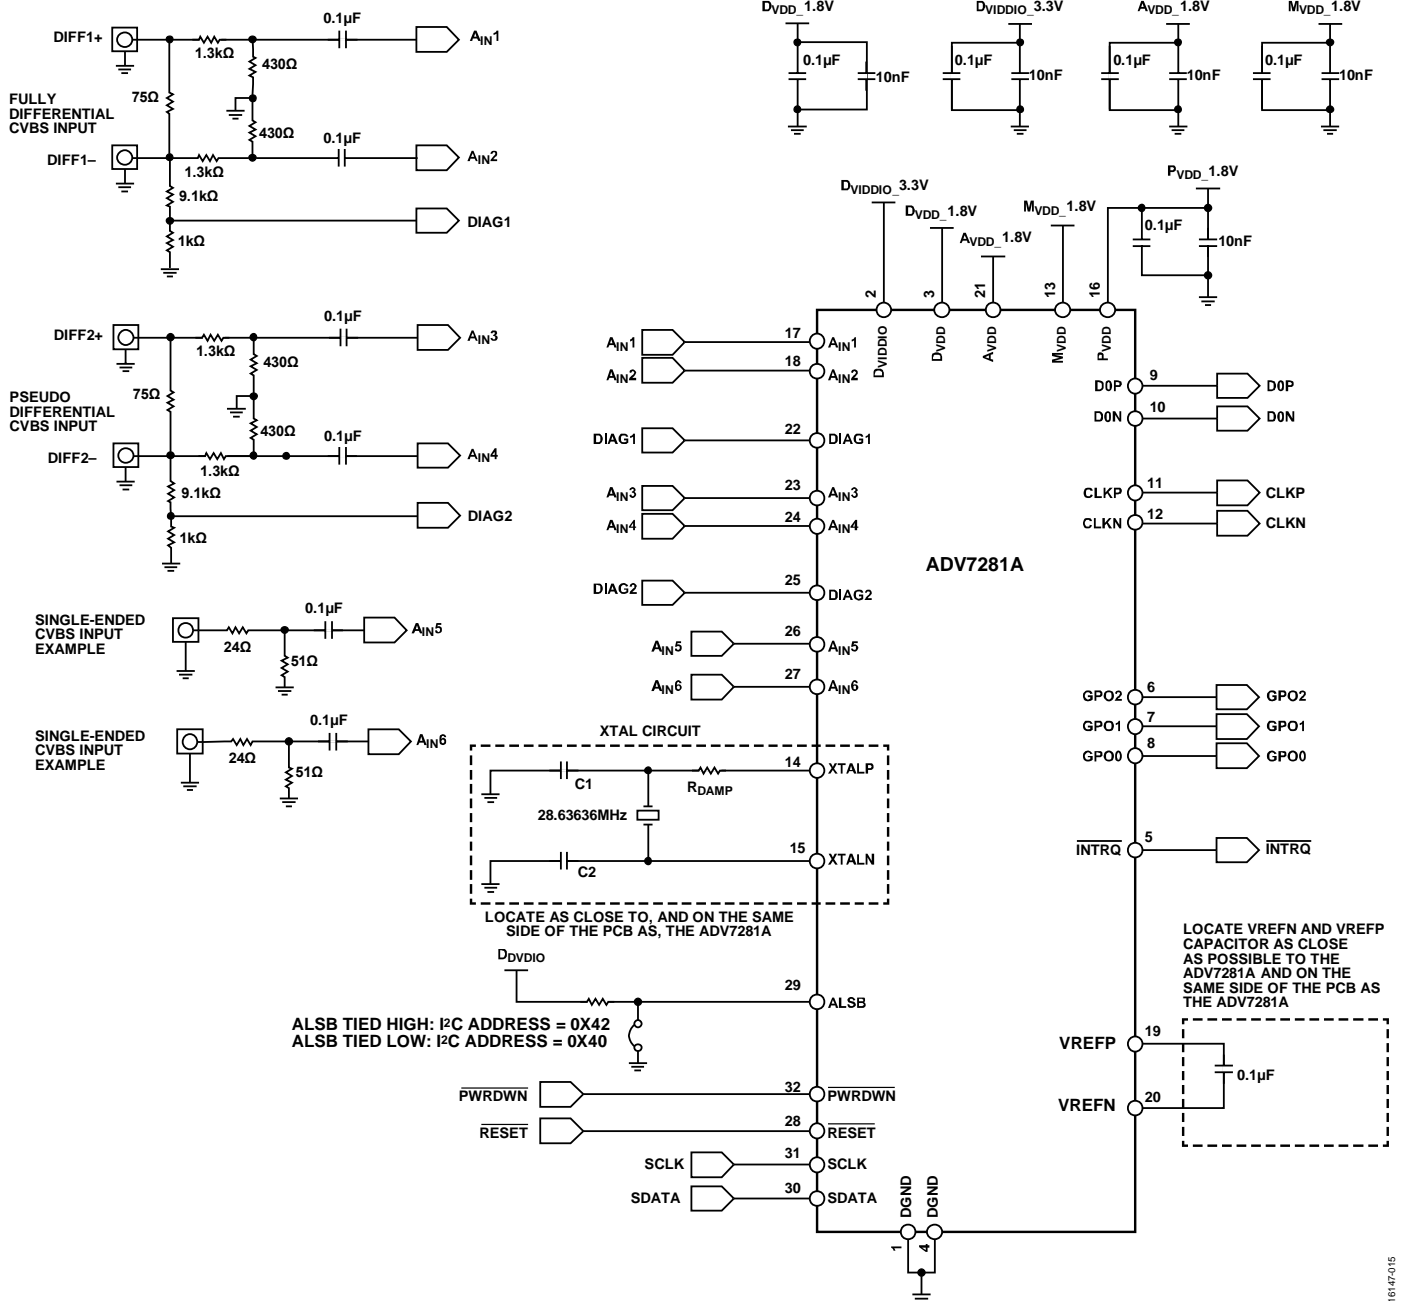 DIFF1+
1.3kΩ
430Ω
0.1µF
AIN1
75Ω
FULLY
DIFFERENTIAL
CVBS INPUT
430Ω
DIFF1–
1.3kΩ
0.1µF
AIN2
9.1kΩ
DIAG1
1kΩ
DIFF2+
1.3kΩ
430Ω
0.1µF
AIN3
75Ω
PSEUDO
DIFFERENTIAL
CVBS INPUT
430Ω
DIFF2–
1.3kΩ
0.1µF
AIN4
9.1kΩ
DIAG2
1kΩ
SINGLE-ENDED
CVBS INPUT
EXAMPLE
24Ω
51Ω
0.1µF
AIN5
SINGLE-ENDED
CVBS INPUT
EXAMPLE
24Ω
51Ω
0.1µF
AIN6
DVDD_1.8V
0.1µF
10nF
DVIDDIO_3.3V
0.1µF
10nF
AVDD_1.8V
0.1µF
10nF
MVDD_1.8V
0.1µF
10nF
PVDD_1.8V
0.1µF
10nF
DVIDDIO_3.3V
DVDD_1.8V
AVDD_1.8V
MVDD_1.8V
2
3
21
13
16
DVIDDIO
DVDD
AVDD
MVDD
PVDD
AIN1
17
AIN1
AIN2
18
AIN2
DIAG1
22
DIAG1
AIN3
23
AIN3
AIN4
24
AIN4
DIAG2
25
DIAG2
AIN5
26
AIN5
AIN6
27
AIN6
ADV7281A
D0P
9
D0P
D0N
10
D0N
CLKP
11
CLKP
CLKN
12
CLKN
GPO2
6
GPO2
GPO1
7
GPO1
GPO0
8
GPO0
INTRQ
5
INTRQ
XTAL CIRCUIT
C1
RDAMP
14
XTALP
28.63636MHz
C2
15
XTALN
LOCATE AS CLOSE TO, AND ON THE SAME
SIDE OF THE PCB AS, THE ADV7281A
DDVDIO
29
ALSB
ALSB TIED HIGH: I2C ADDRESS = 0X42
ALSB TIED LOW: I2C ADDRESS = 0X40
PWRDWN
32
PWRDWN
RESET
28
RESET
SCLK
31
SCLK
SDATA
30
SDATA
LOCATE VREFN AND VREFP
CAPACITOR AS CLOSE
AS POSSIBLE TO THE
ADV7281A AND ON THE
SAME SIDE OF THE PCB AS
THE ADV7281A
VREFP
19
0.1µF
VREFN
20
DGND
DGND
1
4
16147-015